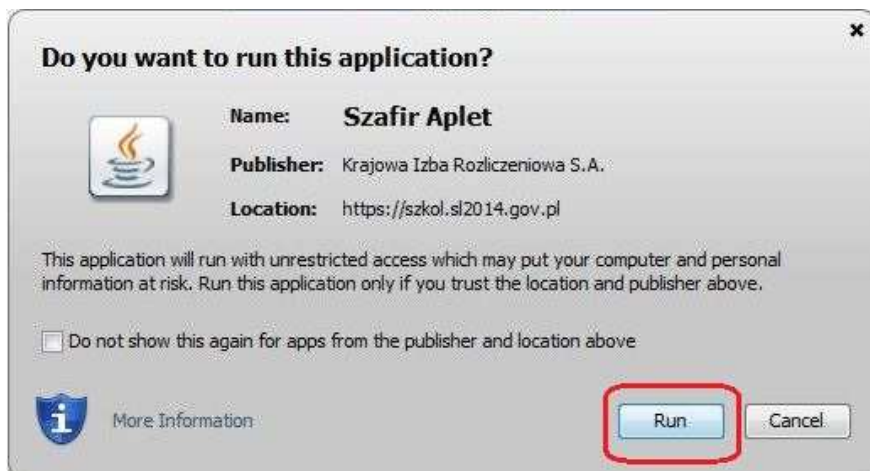 Do you want to run this application?
Name: Szafir Aplet
Publisher: Krajowa Izba Rozliczeniowa S.A.
Location: https://szkol.sl2014.gov.pl
This application will run with unrestricted access which may put your computer and personal
information at risk. Run this application only if you trust the location and publisher above.
Do not show this again for apps from the publisher and location above
More Information
Run
Cancel